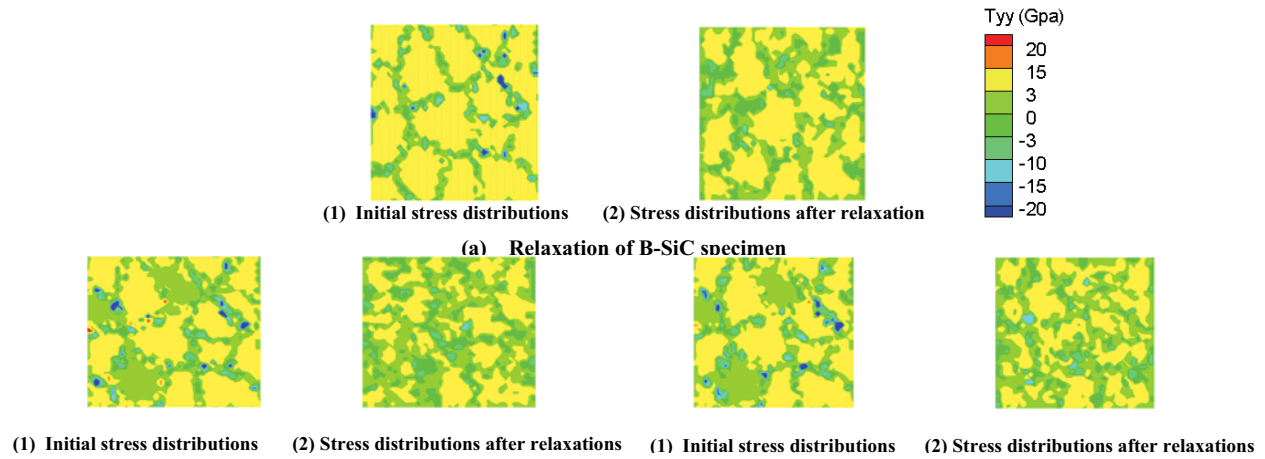 Tyy (Gpa)
20
15
3
0
-3
-10
-15
-20
(1) Initial stress distributions (2) Stress distributions after relaxation
(a) Relaxation of B-SiC specimen
(1) Initial stress distributions (2) Stress distributions after relaxations (1) Initial stress distributions (2) Stress distributions after relaxations